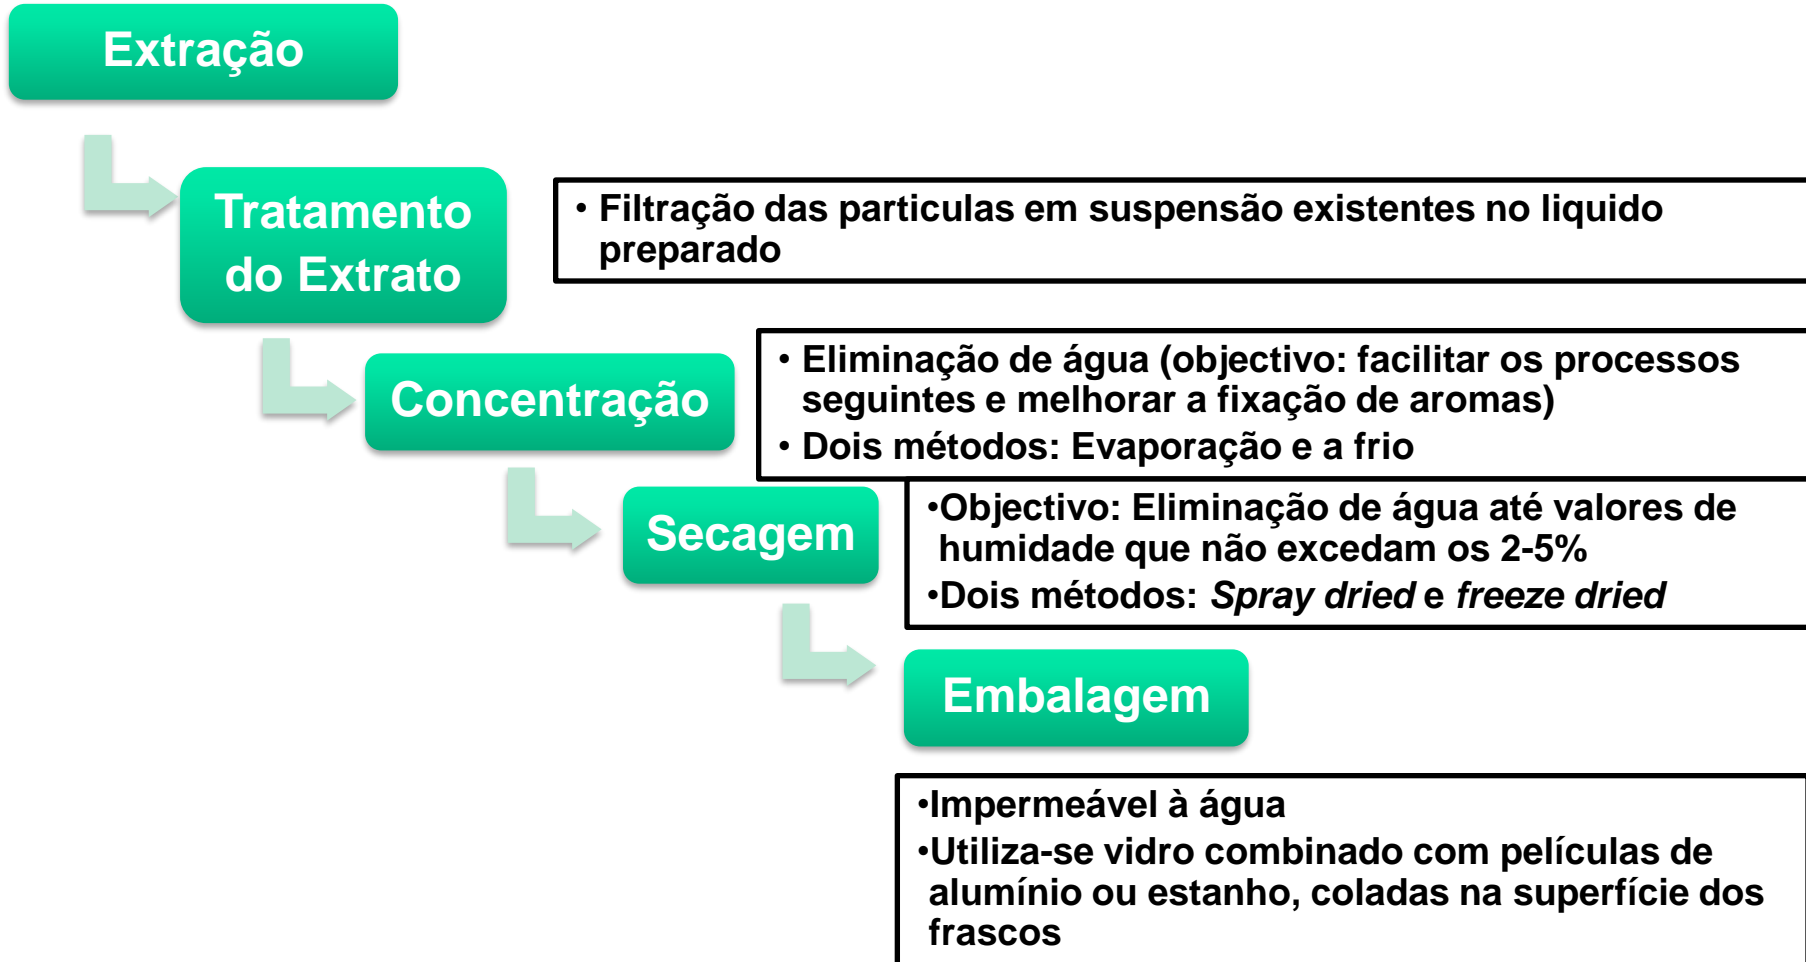 Extração
Tratamento
do Extrato
• Filtração das particulas em suspensão existentes no liquido
preparado
Concentração
• Eliminação de água (objectivo: facilitar os processos
seguintes e melhorar a fixação de aromas)
• Dois métodos: Evaporação e a frio
Secagem
•Objectivo: Eliminação de água até valores de
humidade que não excedam os 2-5%
•Dois métodos: Spray dried e freeze dried
Embalagem
•Impermeável à água
•Utiliza-se vidro combinado com películas de
alumínio ou estanho, coladas na superfície dos
frascos